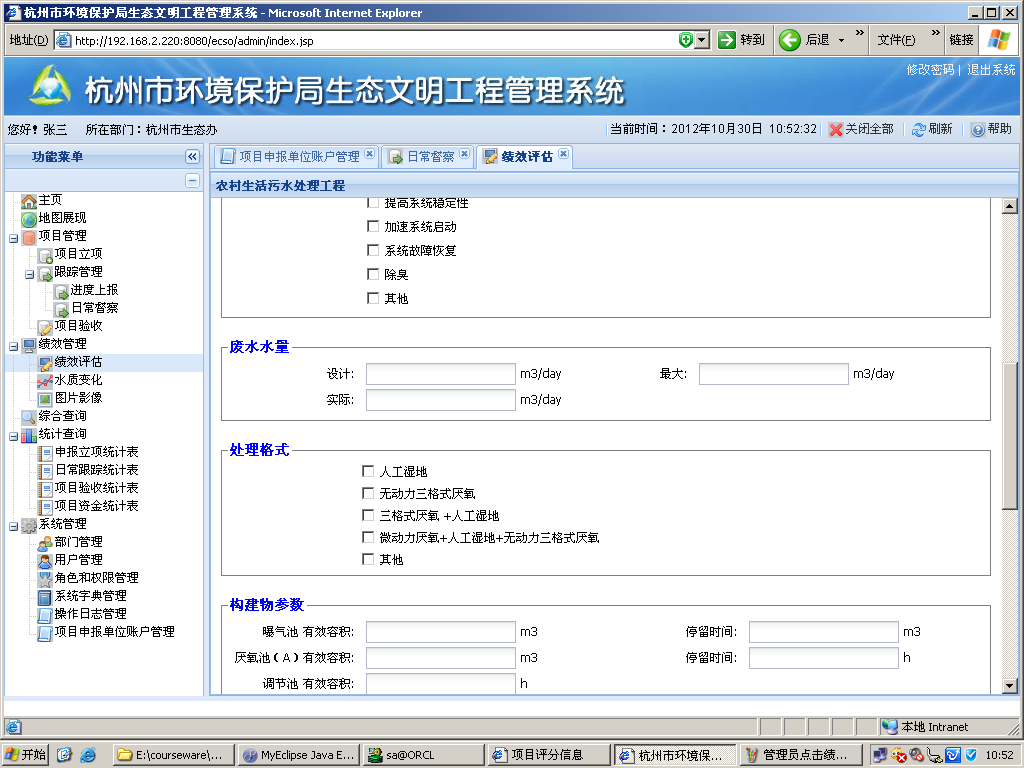 杭州市环境保护局生态文明工程管理系统 - Microsoft Internet Explorer
地址(D) http://192.168.2.220:8080/ecso/admin/index.jsp 转到 后退 文件(F) 链接
杭州市环境保护局生态文明工程管理系统
修改密码 | 退出系统
您好! 张三 所在部门：杭州市生态办 当前时间：2012年10月30日 10:52:32 关闭全部 刷新 帮助
功能菜单
项目申报单位账户管理 日常督察 绩效评估
农村生活污水处理工程
主页
地图展现
项目管理
项目立项
跟踪管理
进度上报
日常督察
项目验收
绩效管理
绩效评估
水质变化
图片影像
综合查询
统计查询
申报立项统计表
日常跟踪统计表
项目验收统计表
项目资金统计表
系统管理
部门管理
用户管理
角色和权限管理
系统字典管理
操作日志管理
项目申报单位账户管理
提高系统稳定性
加速系统启动
系统故障恢复
除臭
其他
废水水量
设计: m3/day 最大: m3/day
实际: m3/day
处理格式
人工湿地
无动力三格式厌氧
三格式厌氧 +人工湿地
微动力厌氧+人工湿地+无动力三格式厌氧
其他
构建物参数
曝气池 有效容积: m3 停留时间: m3
厌氧池（A）有效容积: m3 停留时间: h
调节池 有效容积: h
本地 Intranet
开始 E:\courseware\... MyEclipse Java E... sa@ORCL 项目评分信息 杭州市环境保... 管理员点击绩... 10:52